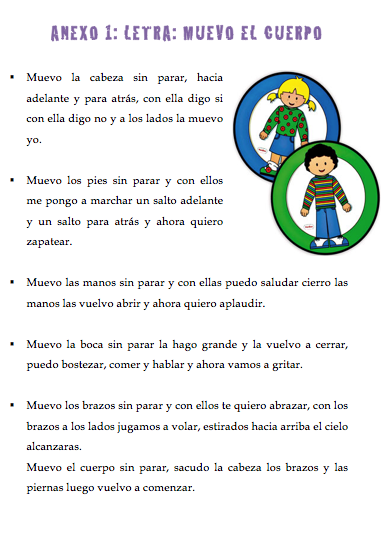 ANEXO 1: LETRA: MUEVO EL CUERPO
▪ Muevo la cabeza sin parar, hacia
adelante y para atrás, con ella digo si
con ella digo no y a los lados la muevo
yo.
▪ Muevo los pies sin parar y con ellos
me pongo a marchar un salto adelante
y un salto para atrás y ahora quiero
zapatear.
▪ Muevo las manos sin parar y con ellas puedo saludar cierro las
manos las vuelvo abrir y ahora quiero aplaudir.
▪ Muevo la boca sin parar la hago grande y la vuelvo a cerrar,
puedo bostezar, comer y hablar y ahora vamos a gritar.
▪ Muevo los brazos sin parar y con ellos te quiero abrazar, con los
brazos a los lados jugamos a volar, estirados hacia arriba el cielo
alcanzaras.
Muevo el cuerpo sin parar, sacudo la cabeza los brazos y las
piernas luego vuelvo a comenzar.